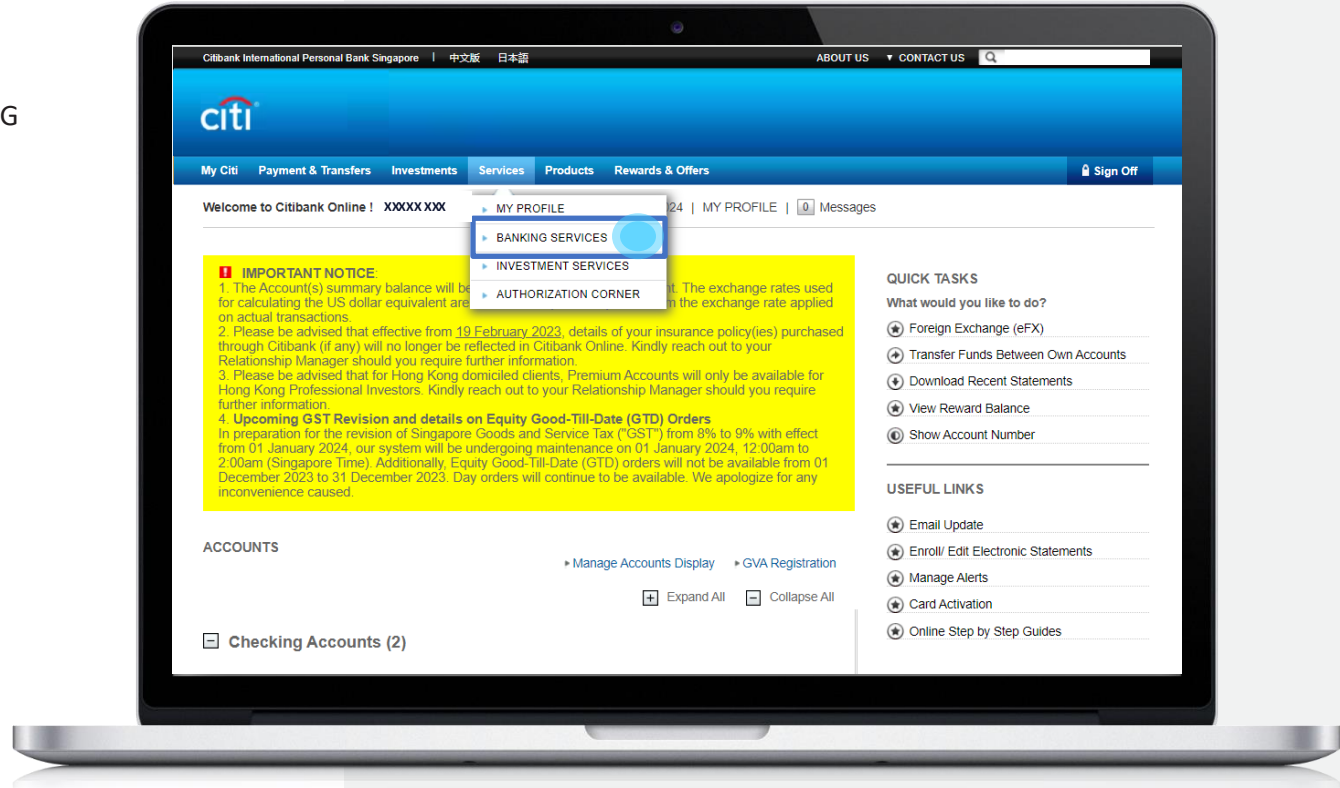 G
Citibank International Personal Bank Singapore | 中文版 日本語 ABOUT US ▼ CONTACT US
citi
My Citi Payment & Transfers Investments Services Products Rewards & Offers Sign Off
Welcome to Citibank Online ! XXXXX XXX 24 | MY PROFILE | 0 Messages
MY PROFILE
BANKING SERVICES
INVESTMENT SERVICES
AUTHORIZATION CORNER
IMPORTANT NOTICE:
1. The Account(s) summary balance will be nt. The exchange rates used
for calculating the US dollar equivalent are m the exchange rate applied
on actual transactions.
2. Please be advised that effective from 19 February 2023, details of your insurance policy(ies) purchased
through Citibank (if any) will no longer be reflected in Citibank Online. Kindly reach out to your
Relationship Manager should you require further information.
3. Please be advised that for Hong Kong domiciled clients, Premium Accounts will only be available for
Hong Kong Professional Investors. Kindly reach out to your Relationship Manager should you require
further information.
4. Upcoming GST Revision and details on Equity Good-Till-Date (GTD) Orders
In preparation for the revision of Singapore Goods and Service Tax ("GST") from 8% to 9% with effect
from 01 January 2024, our system will be undergoing maintenance on 01 January 2024, 12:00am to
2:00am (Singapore Time). Additionally, Equity Good-Till-Date (GTD) orders will not be available from 01
December 2023 to 31 December 2023. Day orders will continue to be available. We apologize for any
inconvenience caused.
ACCOUNTS
Manage Accounts Display GVA Registration
+ Expand All − Collapse All
− Checking Accounts (2)
QUICK TASKS
What would you like to do?
Foreign Exchange (eFX)
Transfer Funds Between Own Accounts
Download Recent Statements
View Reward Balance
Show Account Number
USEFUL LINKS
Email Update
Enroll/ Edit Electronic Statements
Manage Alerts
Card Activation
Online Step by Step Guides